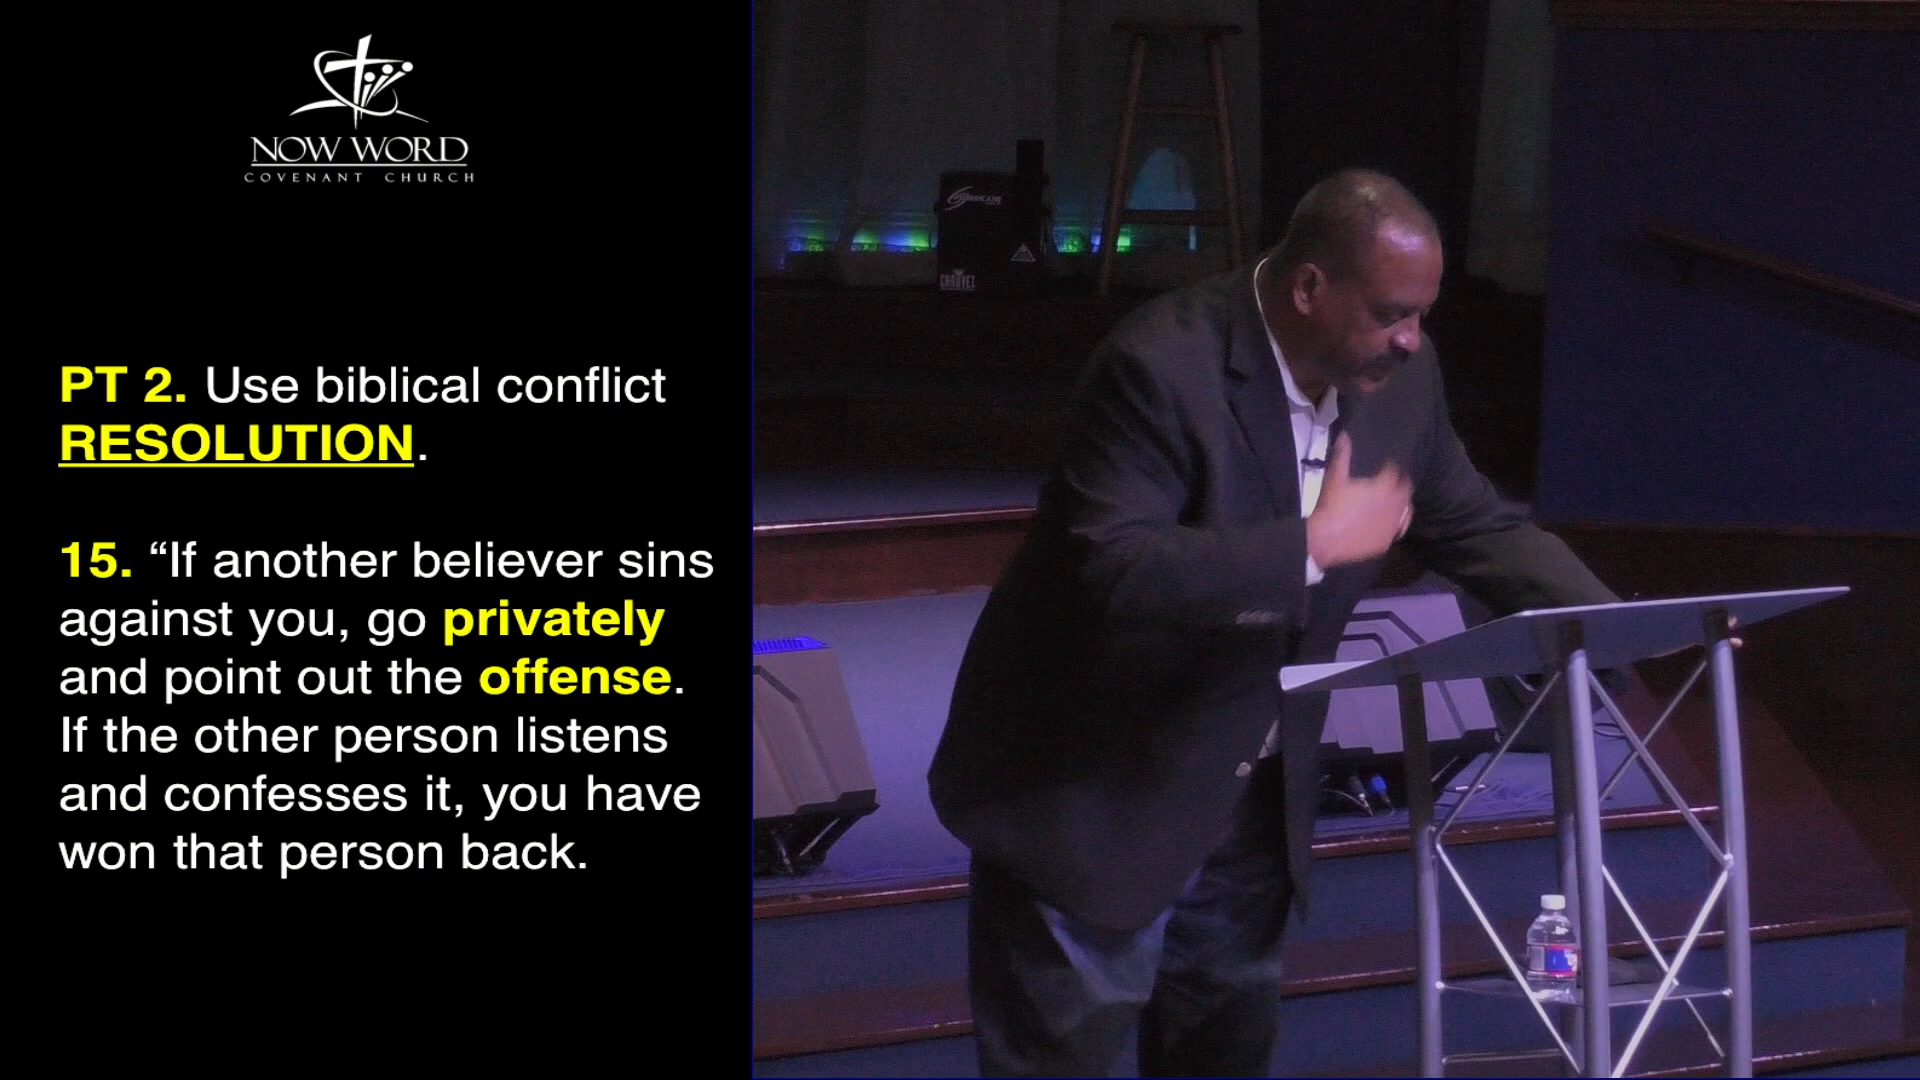 NOW WORD
COVENANT CHURCH
PT 2. Use biblical conflict
RESOLUTION.
15. “If another believer sins
against you, go privately
and point out the offense.
If the other person listens
and confesses it, you have
won that person back.
CHAUVET